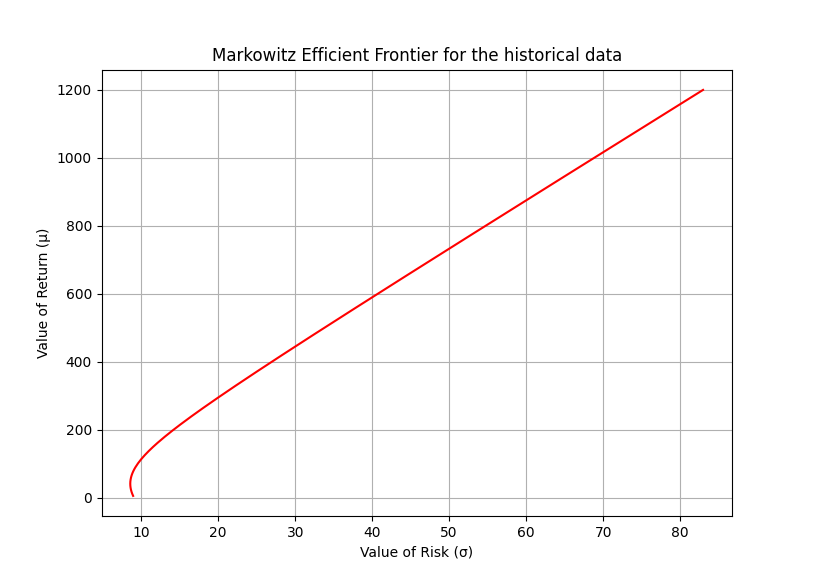 Markowitz Efficient Frontier for the historical data
Value of Return (μ)
1200
1000
800
600
400
200
0
10 20 30 40 50 60 70 80
Value of Risk (σ)